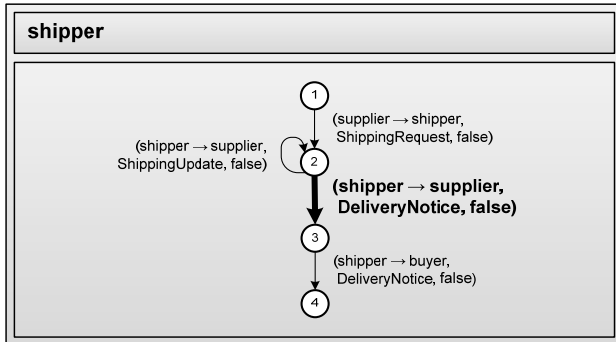 shipper
1
(supplier → shipper,
ShippingRequest, false)
(shipper → supplier,
ShippingUpdate, false)
2
(shipper → supplier,
DeliveryNotice, false)
3
(shipper → buyer,
DeliveryNotice, false)
4